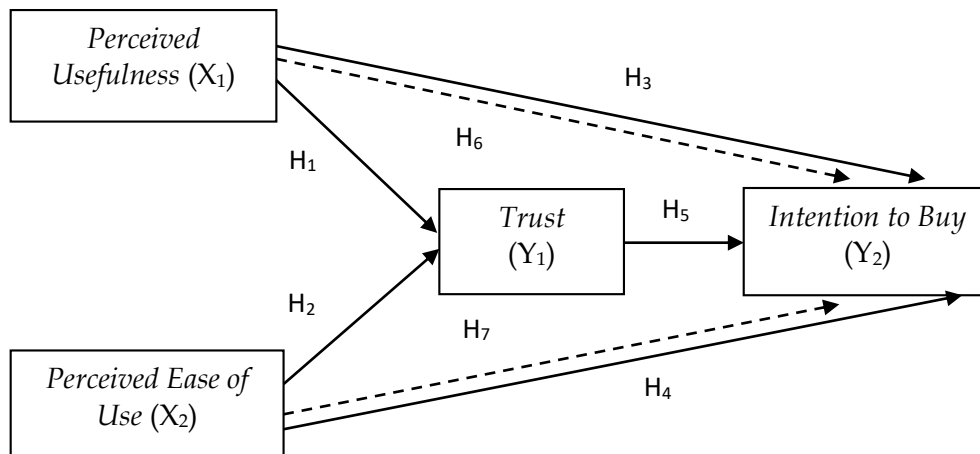 Perceived
Usefulness (X₁)
H₃
H₆
H₁
Trust
(Y₁)
H₅
Intention to Buy
(Y₂)
H₂
H₇
Perceived Ease of
Use (X₂)
H₄